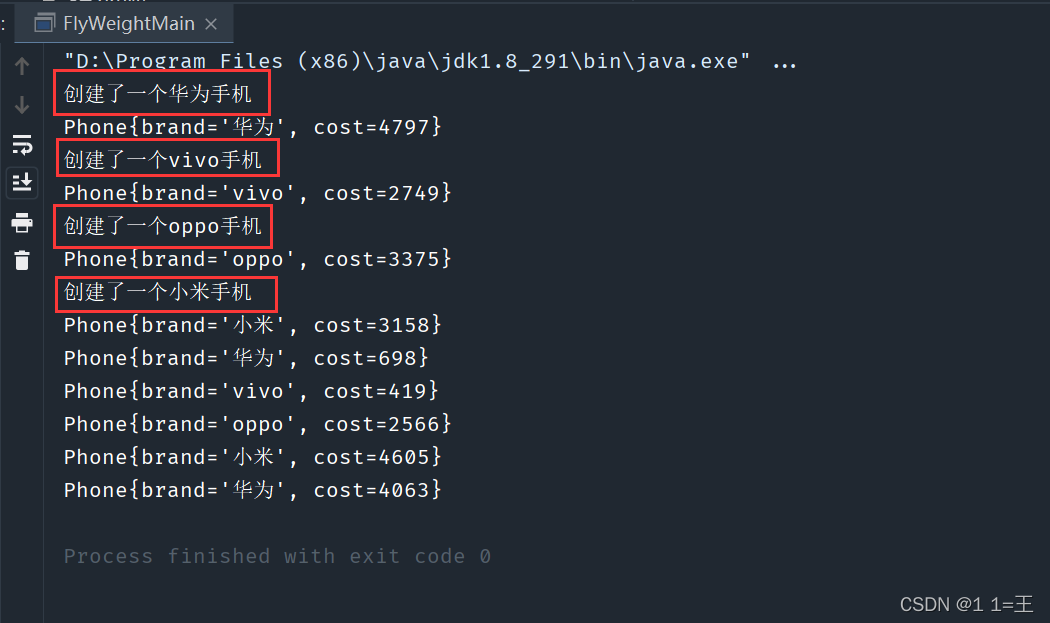 FlyWeightMain
"D:\Program Files (x86)\java\jdk1.8_291\bin\java.exe" ...
创建了一个华为手机
Phone{brand='华为', cost=4797}
创建了一个vivo手机
Phone{brand='vivo', cost=2749}
创建了一个oppo手机
Phone{brand='oppo', cost=3375}
创建了一个小米手机
Phone{brand='小米', cost=3158}
Phone{brand='华为', cost=698}
Phone{brand='vivo', cost=419}
Phone{brand='oppo', cost=2566}
Phone{brand='小米', cost=4605}
Phone{brand='华为', cost=4063}
Process finished with exit code 0
CSDN @1 1=王